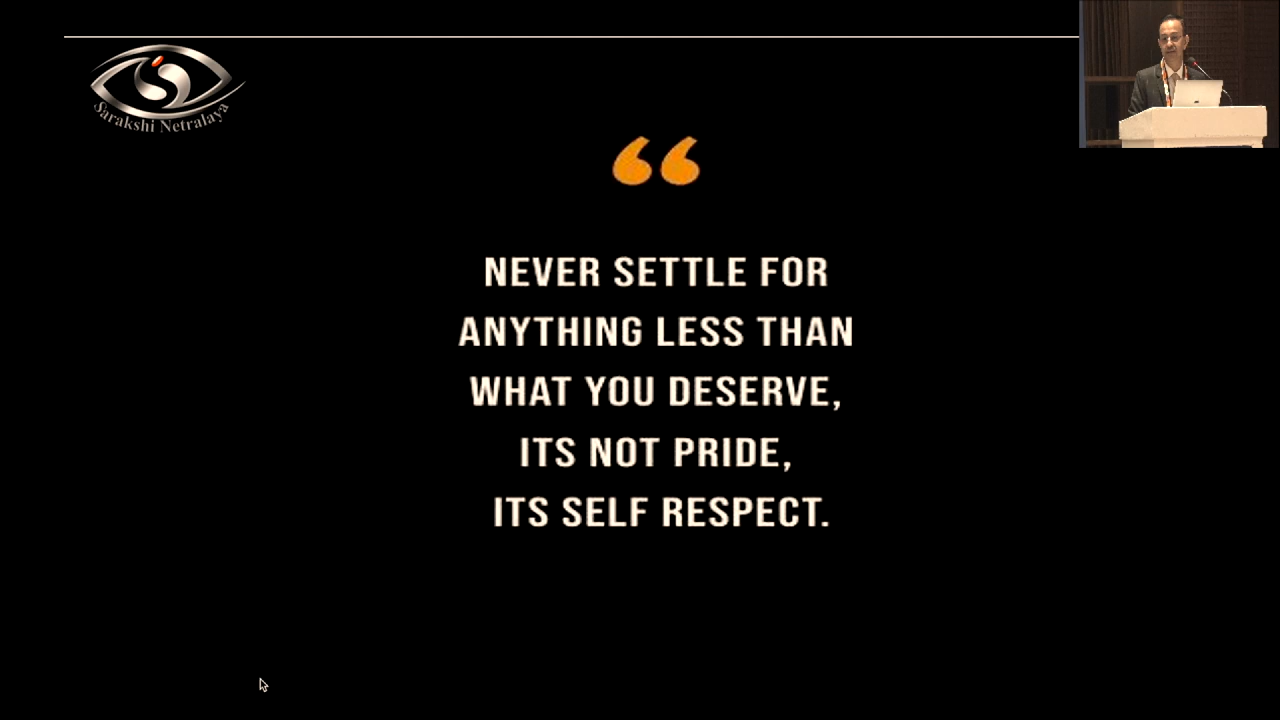 Sarakshi Netralaya
“
NEVER SETTLE FOR
ANYTHING LESS THAN
WHAT YOU DESERVE,
ITS NOT PRIDE,
ITS SELF RESPECT.